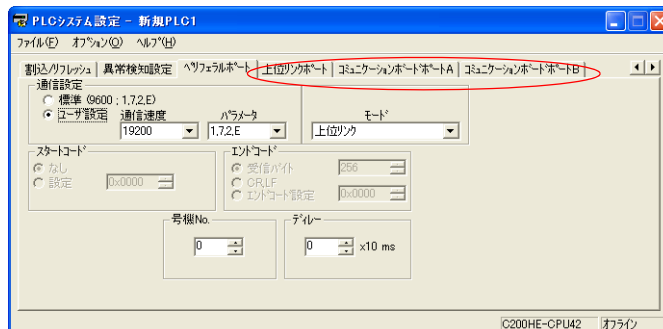 PLCｼｽﾃﾑ設定 - 新規PLC1
ﾌｧｲﾙ(F) ｵﾌﾟｼｮﾝ(O) ﾍﾙﾌﾟ(H)
割込/ﾘﾌﾚｯｼｭ 異常検知設定 ﾍﾟﾘﾌｪﾗﾙﾎﾟｰﾄ 上位ﾘﾝｸﾎﾟｰﾄ ｺﾐｭﾆｹｰｼｮﾝﾎﾞｰﾄﾞﾎﾟｰﾄA ｺﾐｭﾆｹｰｼｮﾝﾎﾞｰﾄﾞﾎﾟｰﾄB
通信設定
標準 (9600 ; 1,7,2,E)
ﾕｰｻﾞ設定 通信速度 ﾊﾟﾗﾒｰﾀ ﾓｰﾄﾞ
19200 1,7,2,E 上位ﾘﾝｸ
ｽﾀｰﾄｺｰﾄﾞ ｴﾝﾄﾞｺｰﾄﾞ
なし 受信ﾊﾞｲﾄ 256
設定 0x0000 CR,LF
ｴﾝﾄﾞｺｰﾄﾞ設定 0x0000
号機No. ﾃﾞｨﾚｰ
0 0 x10 ms
C200HE-CPU42 ｵﾌﾗｲﾝ